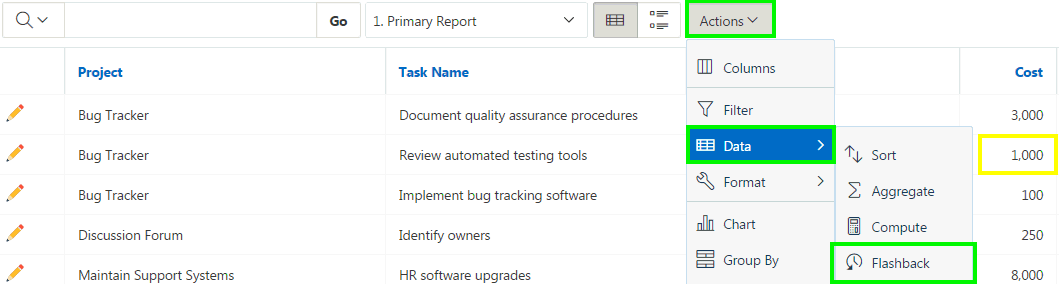 Go 1. Primary Report Actions
Project Task Name Cost
Columns
Filter
Bug Tracker Document quality assurance procedures 3,000
Data
Bug Tracker Review automated testing tools Sort 1,000
Format
Bug Tracker Implement bug tracking software Aggregate 100
Chart Compute
Discussion Forum Identify owners 250
Group By Flashback
Maintain Support Systems HR software upgrades 8,000